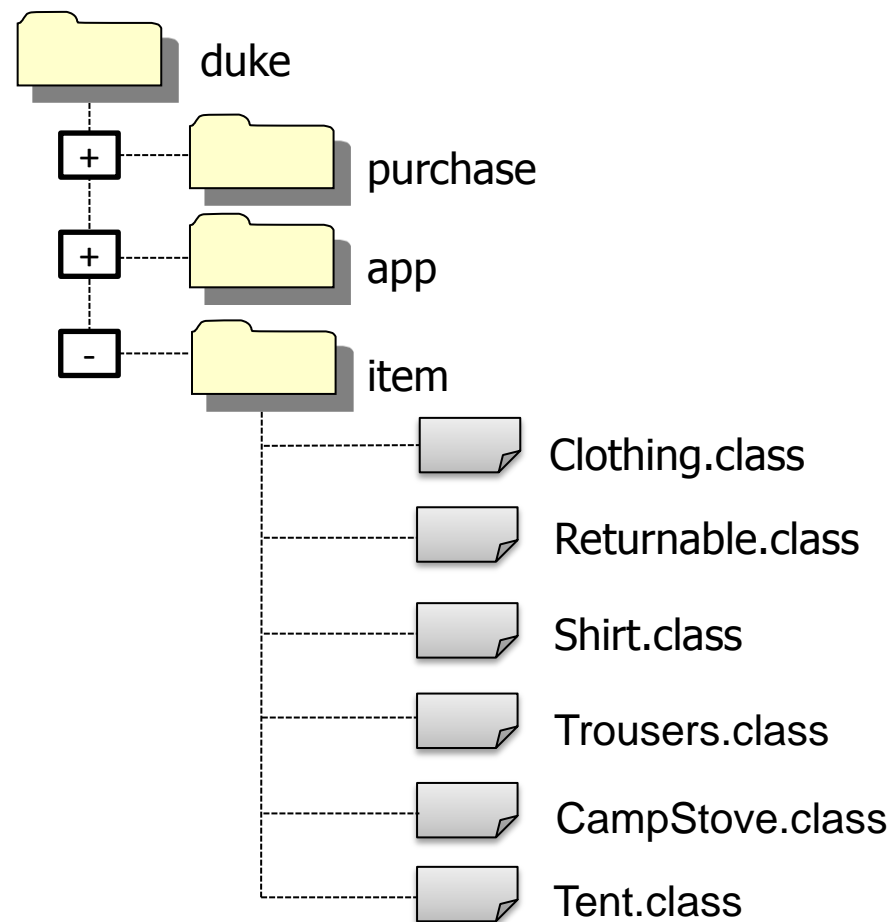 duke
+ purchase
+ app
- item
Clothing.class
Returnable.class
Shirt.class
Trousers.class
CampStove.class
Tent.class